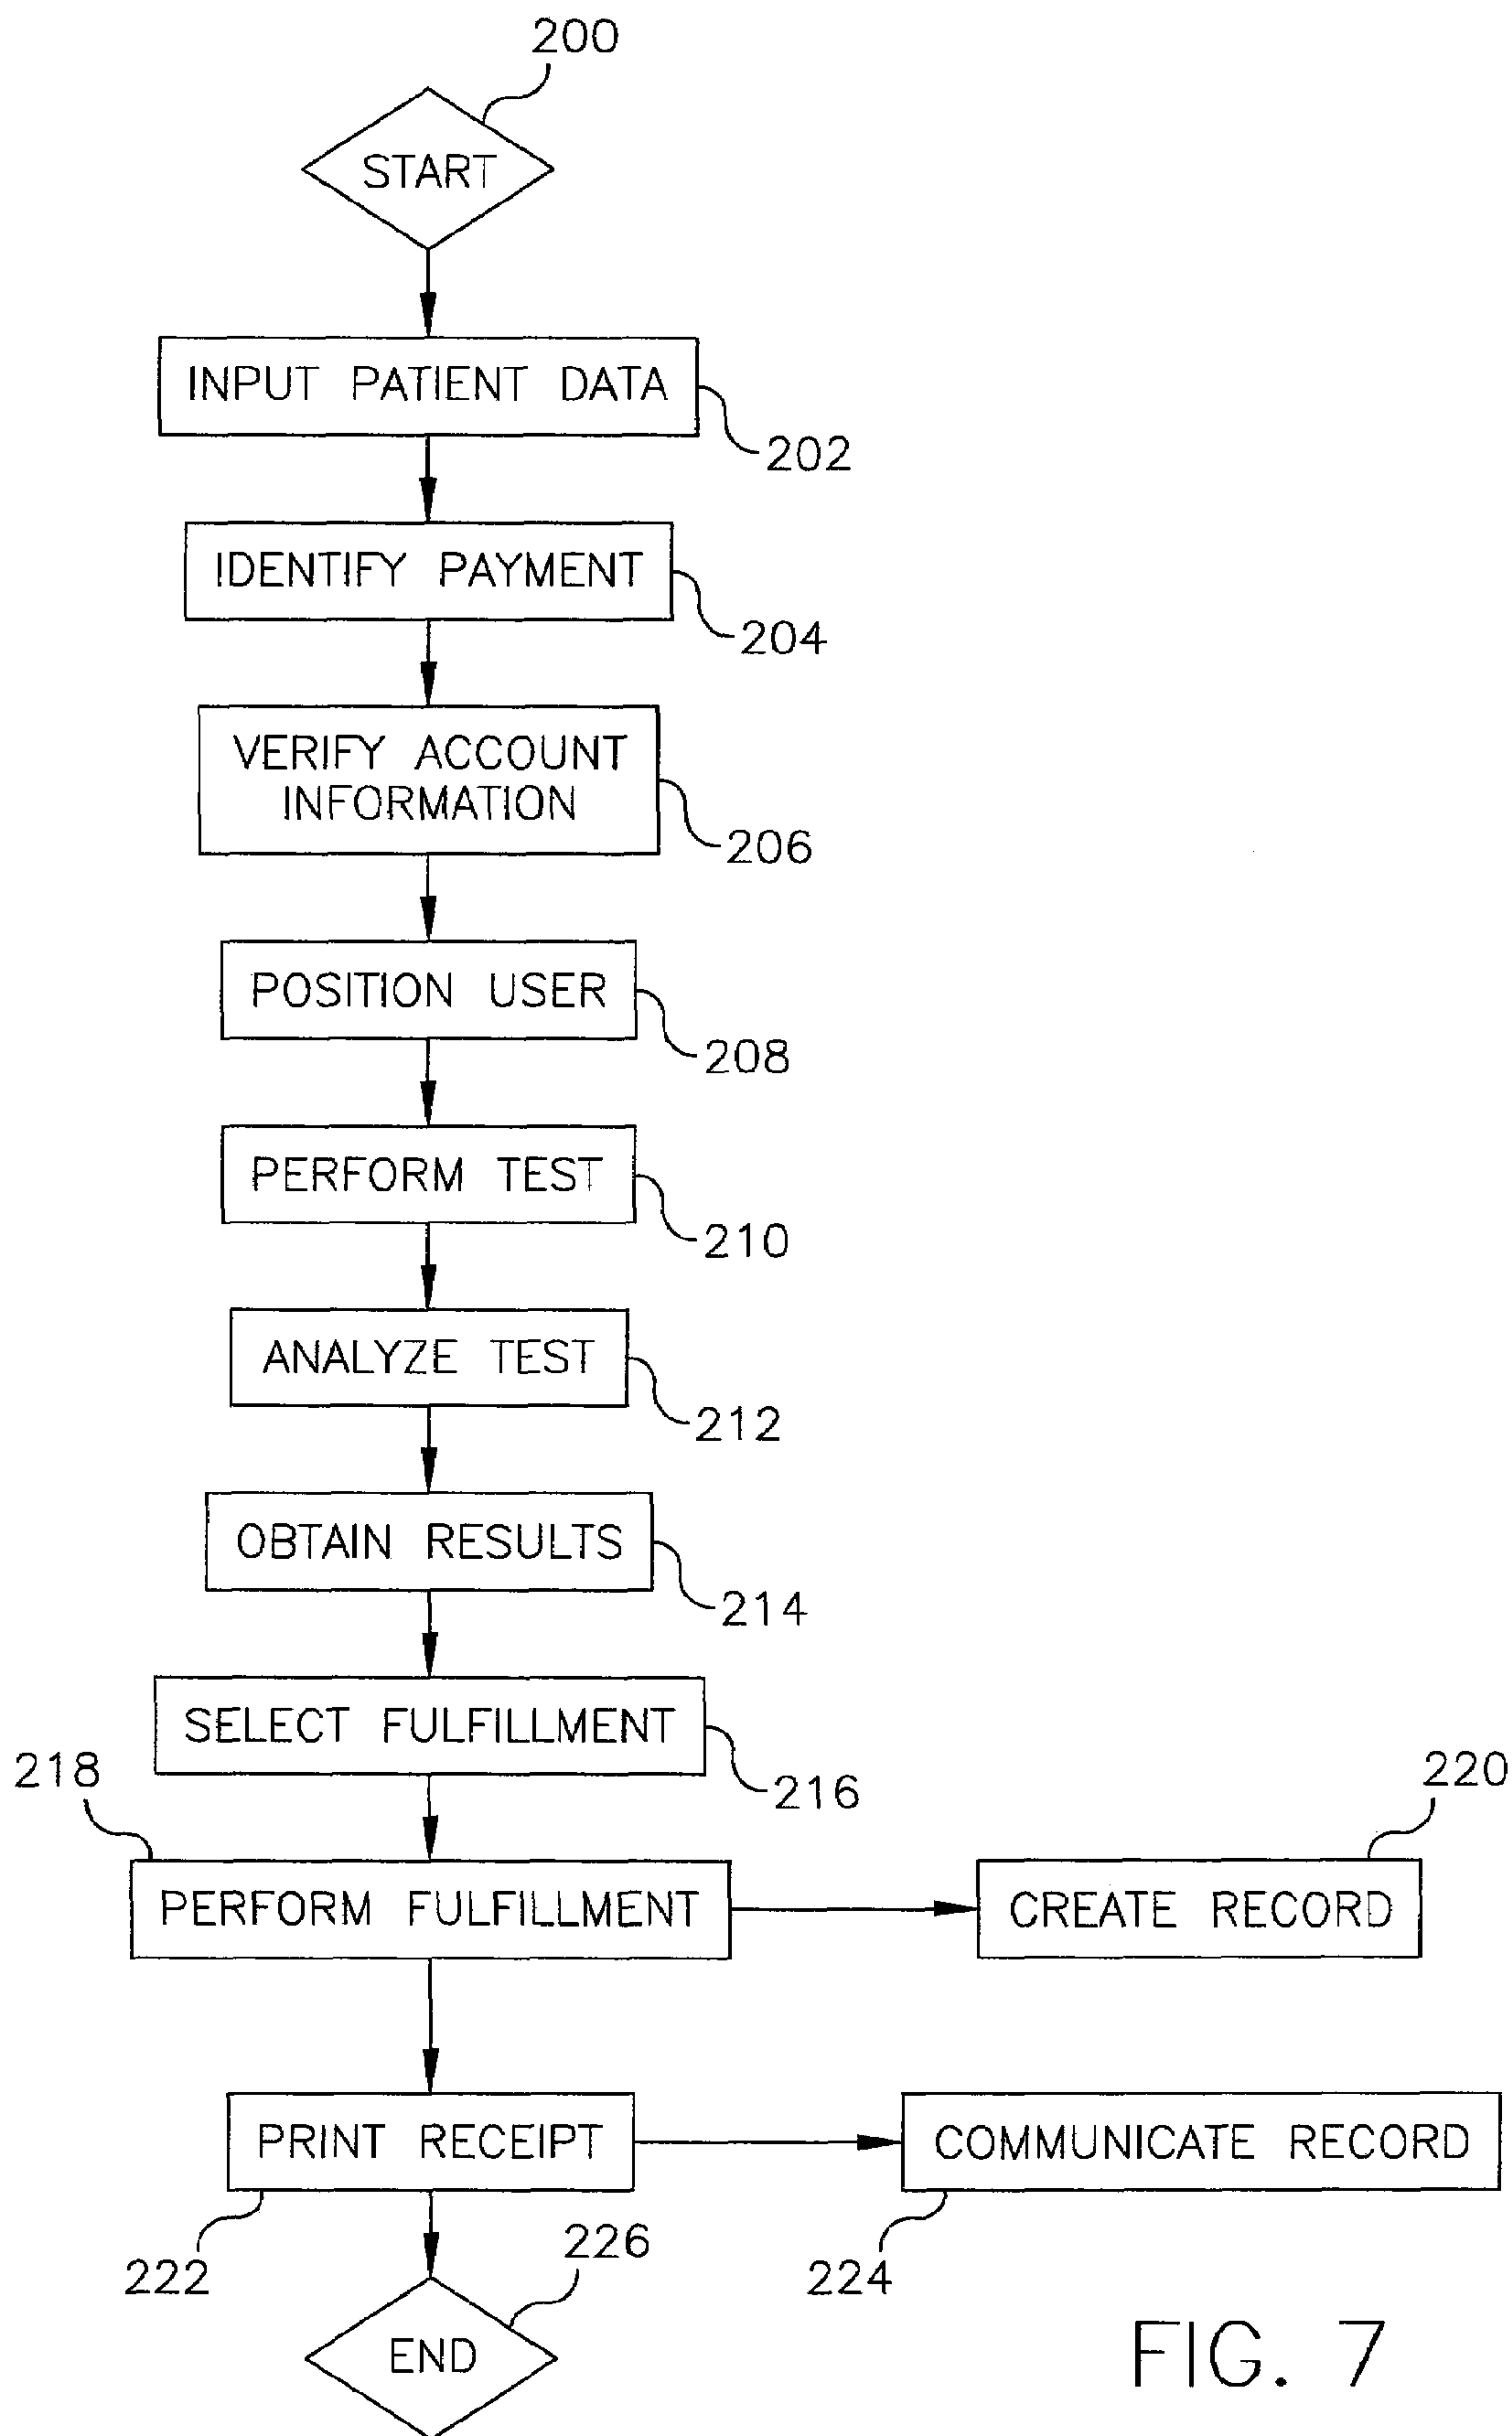 200
START
INPUT PATIENT DATA
202
IDENTIFY PAYMENT
204
VERIFY ACCOUNT
INFORMATION
206
POSITION USER
208
PERFORM TEST
210
ANALYZE TEST
212
OBTAIN RESULTS
214
SELECT FULFILLMENT
216
218
220
PERFORM FULFILLMENT
CREATE RECORD
PRINT RECEIPT
COMMUNICATE RECORD
222
226
224
END
FIG. 7